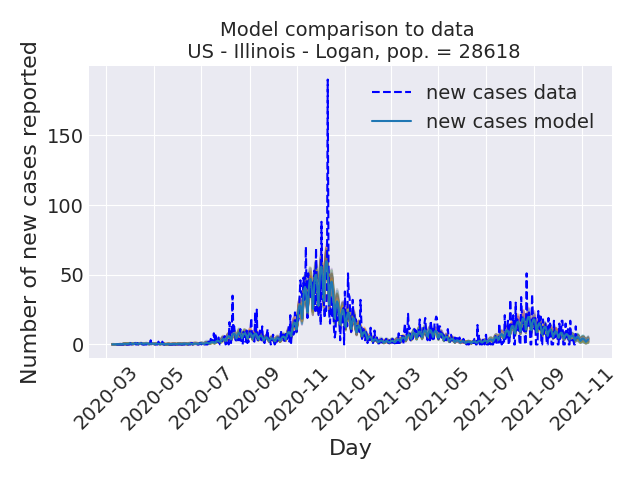 Model comparison to data
US - Illinois - Logan, pop. = 28618
Number of new cases reported
150
100
50
0
new cases data
new cases model
2020-03
2020-05
2020-07
2020-09
2020-11
2021-01
2021-03
2021-05
2021-07
2021-09
2021-11
Day